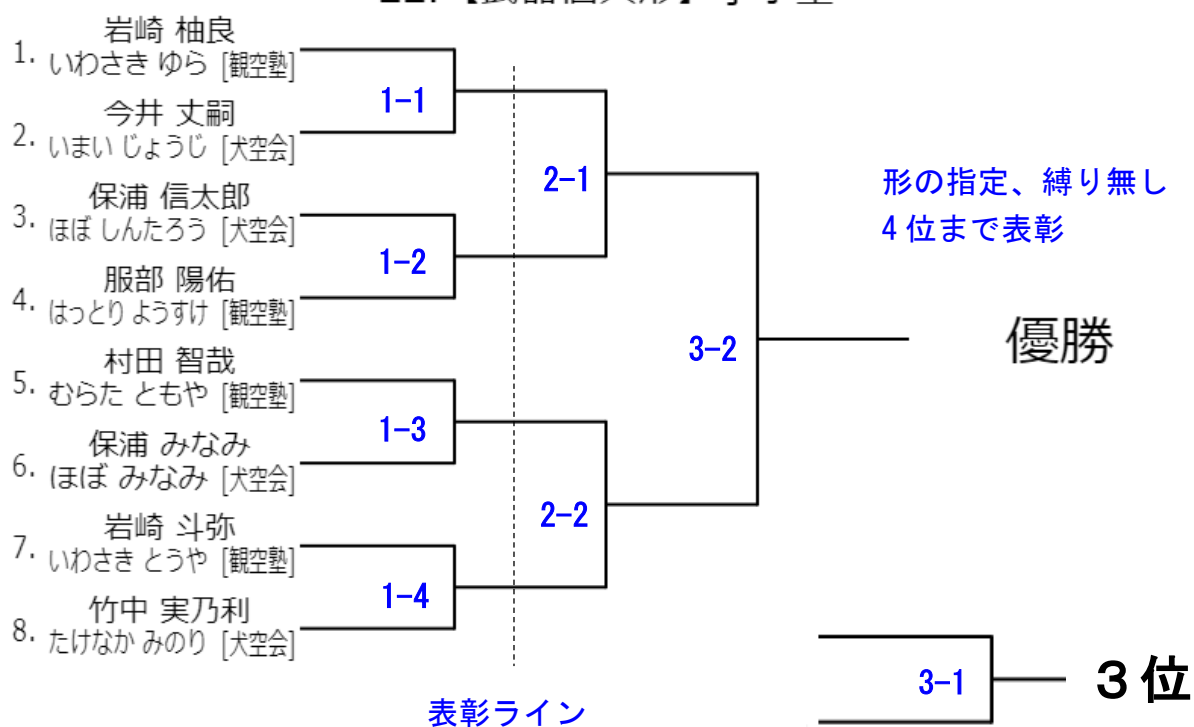 岩崎 柚良
1. いわさき ゆら [観空塾]
1-1
今井 丈嗣
2. いまい じょうじ [犬空会]
2-1
保浦 信太郎
3. ほぼ しんたろう [犬空会]
1-2
服部 陽佑
4. はっとり ようすけ [観空塾]
形の指定、縛り無し
4位まで表彰
3-2
優勝
村田 智哉
5. むらた ともや [観空塾]
1-3
保浦 みなみ
6. ほぼ みなみ [犬空会]
2-2
岩崎 斗弥
7. いわさき とうや [観空塾]
1-4
竹中 実乃利
8. たけなか みのり [犬空会]
表彰ライン
3-1
３位